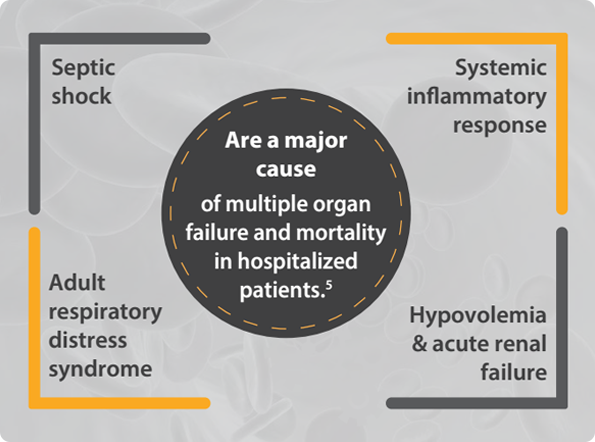 Septic
shock
Systemic
inflammatory
response
Are a major
cause
of multiple organ
failure and mortality
in hospitalized
patients.⁵
Adult
respiratory
distress
syndrome
Hypovolemia
& acute renal
failure